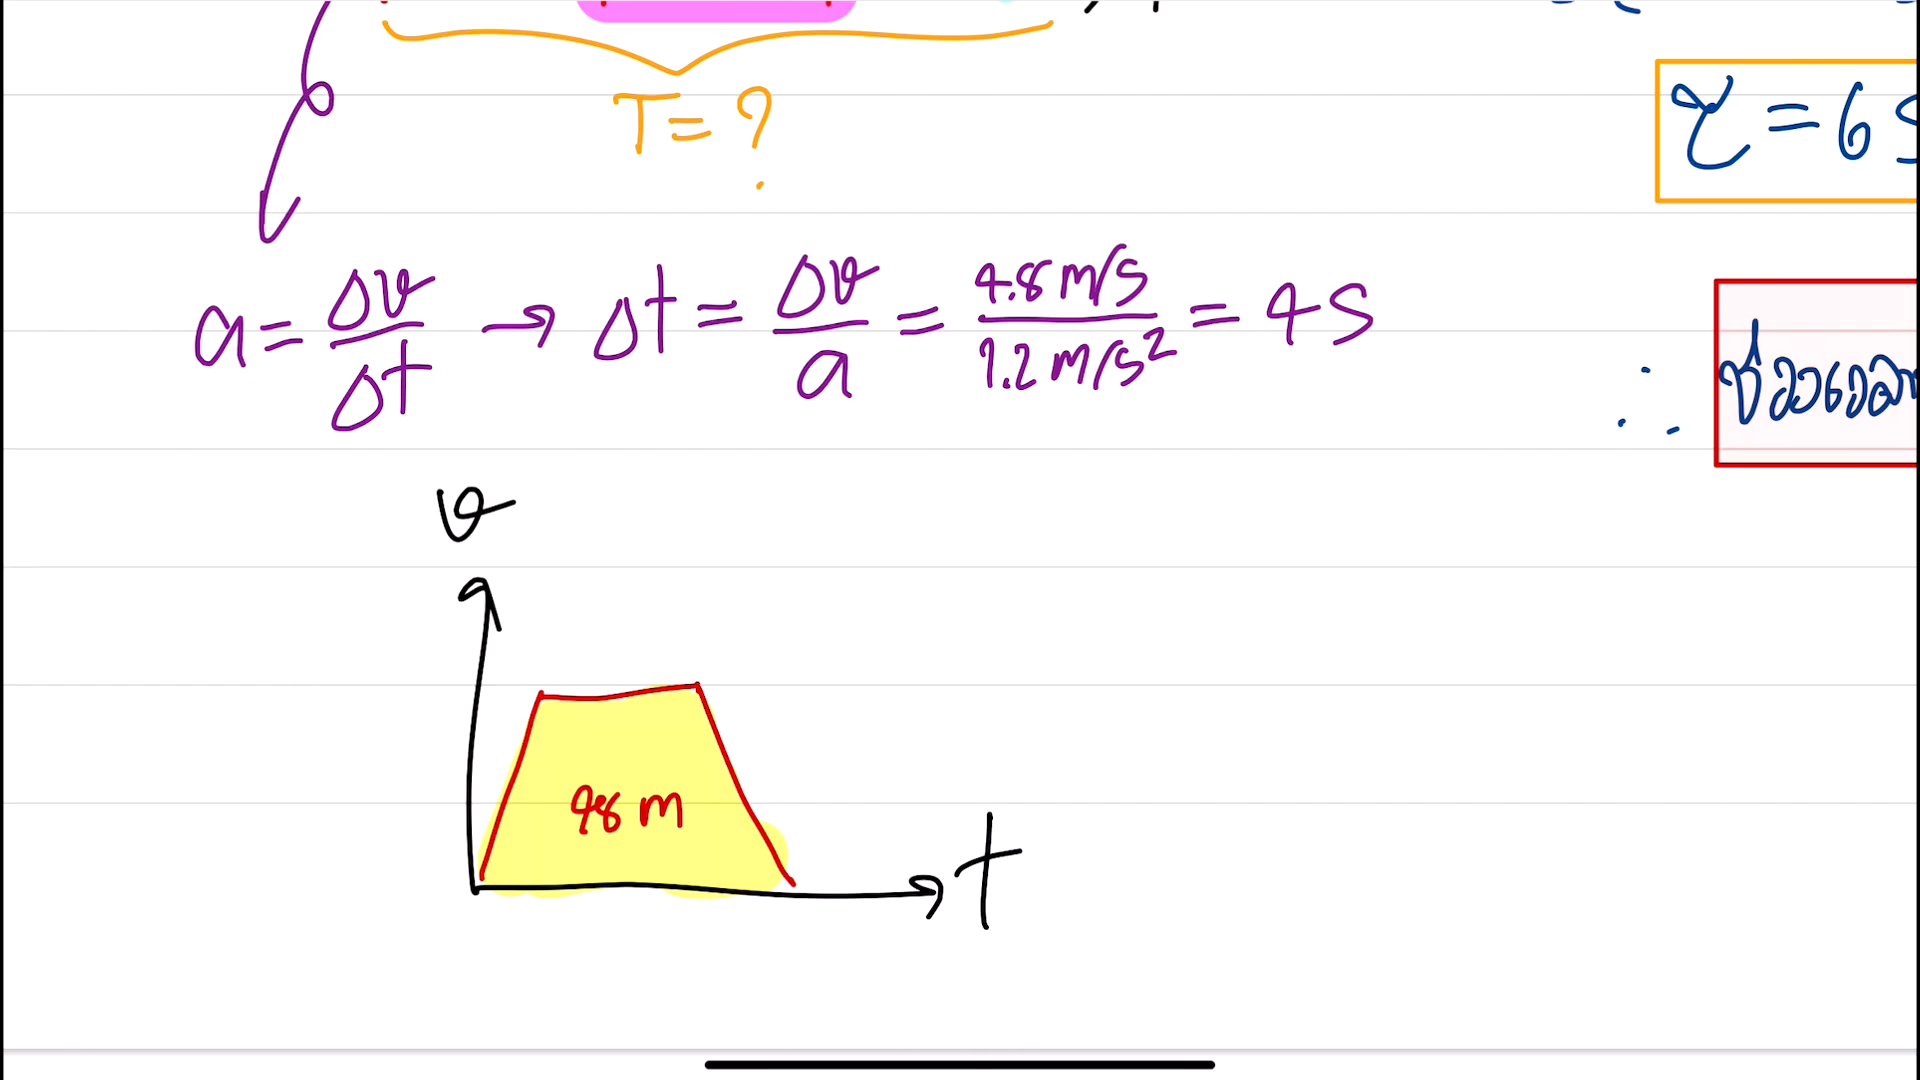 T = ?
τ = 6 s
a = Δv/Δt → Δt = Δv/a = 4.8 m/s / 1.2 m/s² = 4 s
∴
v
48 m
t